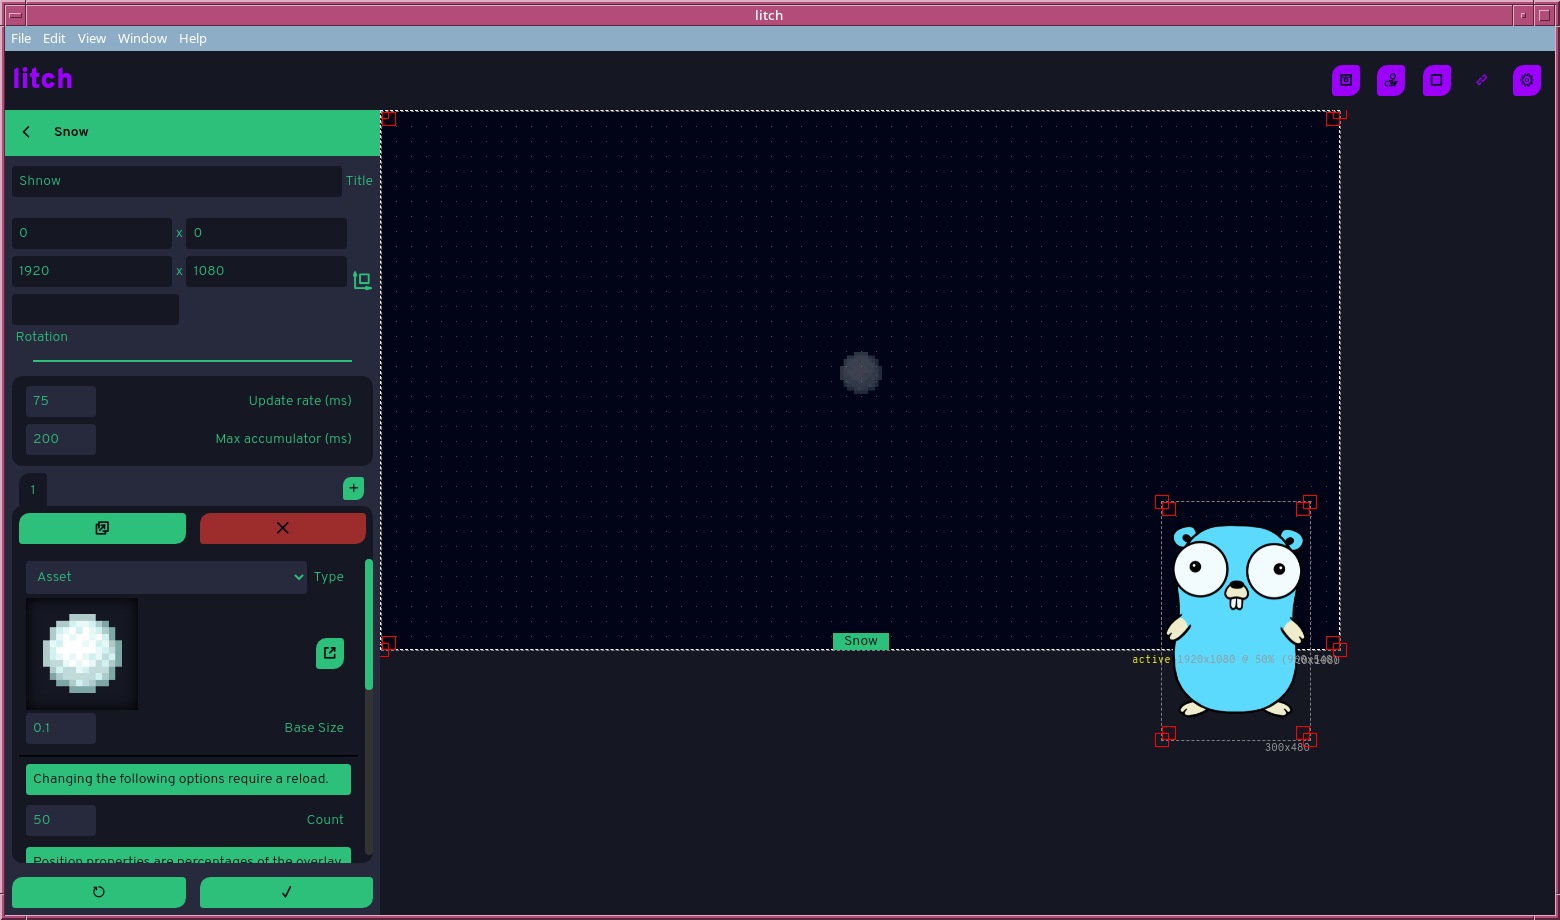 litch
File Edit View Window Help
litch
Snow
Shnow Title
0 x 0
1920 x 1080
Rotation
75 Update rate (ms)
200 Max accumulator (ms)
1 +
Asset Type
0.1 Base Size
Changing the following options require a reload.
50 Count
Position properties are percentages of the overlay
Snow
active 1920x1080 @ 50%
300x480